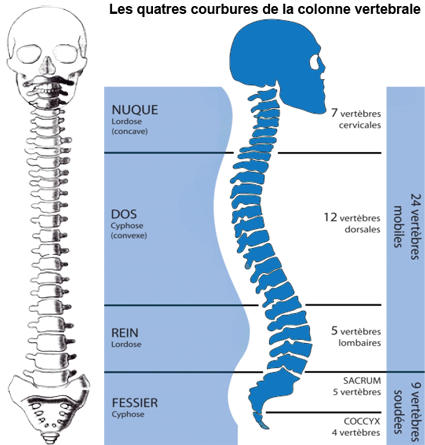 Les quatres courbures de la colonne vertebrale
NUQUE
Lordose
(concave)
7 vertèbres
cervicales
DOS
Cyphose
(convexe)
12 vertèbres
dorsales
24 vertèbres
mobiles
REIN
Lordose
5 vertèbres
lombaires
FESSIER
Cyphose
SACRUM
5 vertèbres
COCCYX
4 vertèbres
9 vertèbres
soudées